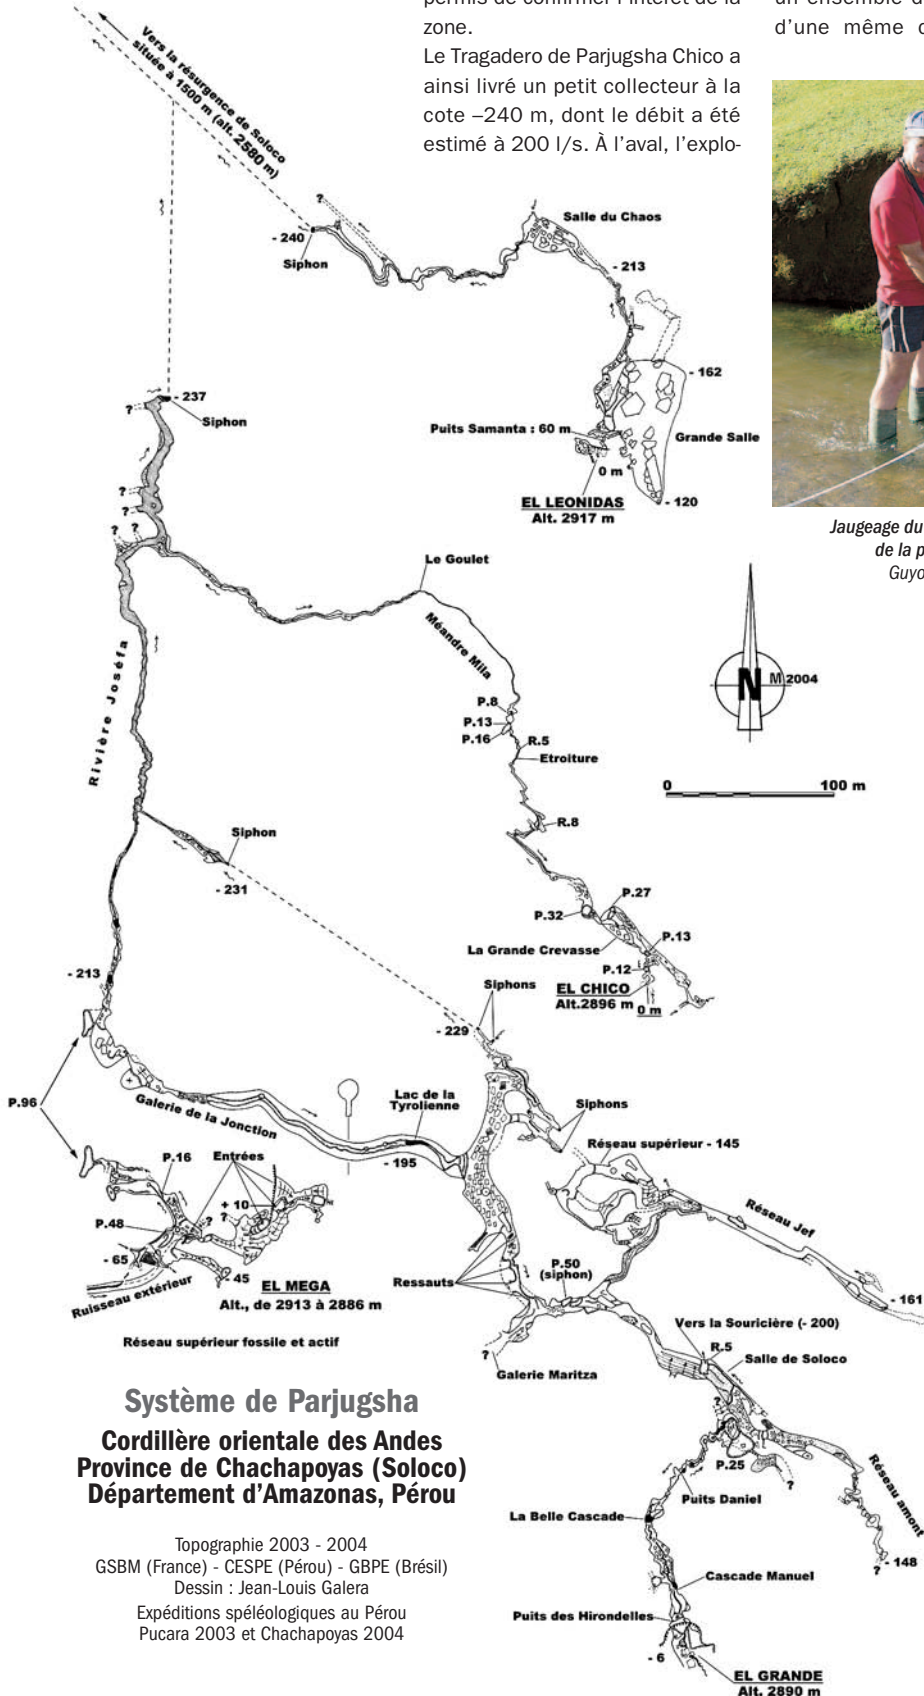 permis de confirmer l'intérêt de la
zone.
Le Tragadero de Parjugsha Chico a
ainsi livré un petit collecteur à la
cote –240 m, dont le débit a été
estimé à 200 l/s. À l'aval, l'explo-
d'une même
Jaugeage du
de la
Vers la résurgence de Soloco
située à 1500 m (alt. 2580 m)
?
- 240
Siphon
Salle du Chaos
- 213
- 162
Puits Samanta : 60 m
Grande Salle
0 m
EL LEONIDAS
Alt. 2917 m
- 120
- 237
?
Siphon
?
?
? ?
Le Goulet
Méandre Mila
Rivière Joséfa
P.8
P.13
P.16
R.5
Etroiture
R.8
N
M 2004
0 100 m
Siphon
- 231
P.27
P.32
P.13
La Grande Crevasse
P.12
EL CHICO
Alt.2896 m
0 m
- 213
Siphons
- 229
P.96
Galerie de la Jonction
Lac de la
Tyrolienne
- 195
Siphons
Réseau supérieur - 145
Réseau Jef
- 161
P.16
Entrées
+ 10
P.48
? ?
- 65
- 45
EL MEGA
Alt., de 2913 à 2886 m
Ruisseau extérieur
Réseau supérieur fossile et actif
Ressauts
P.50
(siphon)
Vers la Souricière (- 200)
R.5
Salle de Soloco
?
Galerie Maritza
?
P.25
?
Puits Daniel
Réseau amont
La Belle Cascade
- 148
?
Cascade Manuel
Puits des Hirondelles
- 6
EL GRANDE
Alt. 2890 m
Système de Parjugsha
Cordillère orientale des Andes
Province de Chachapoyas (Soloco)
Département d'Amazonas, Pérou
Topographie 2003 - 2004
GSBM (France) - CESPE (Pérou) - GBPE (Brésil)
Dessin : Jean-Louis Galera
Expéditions spéléologiques au Pérou
Pucara 2003 et Chachapoyas 2004